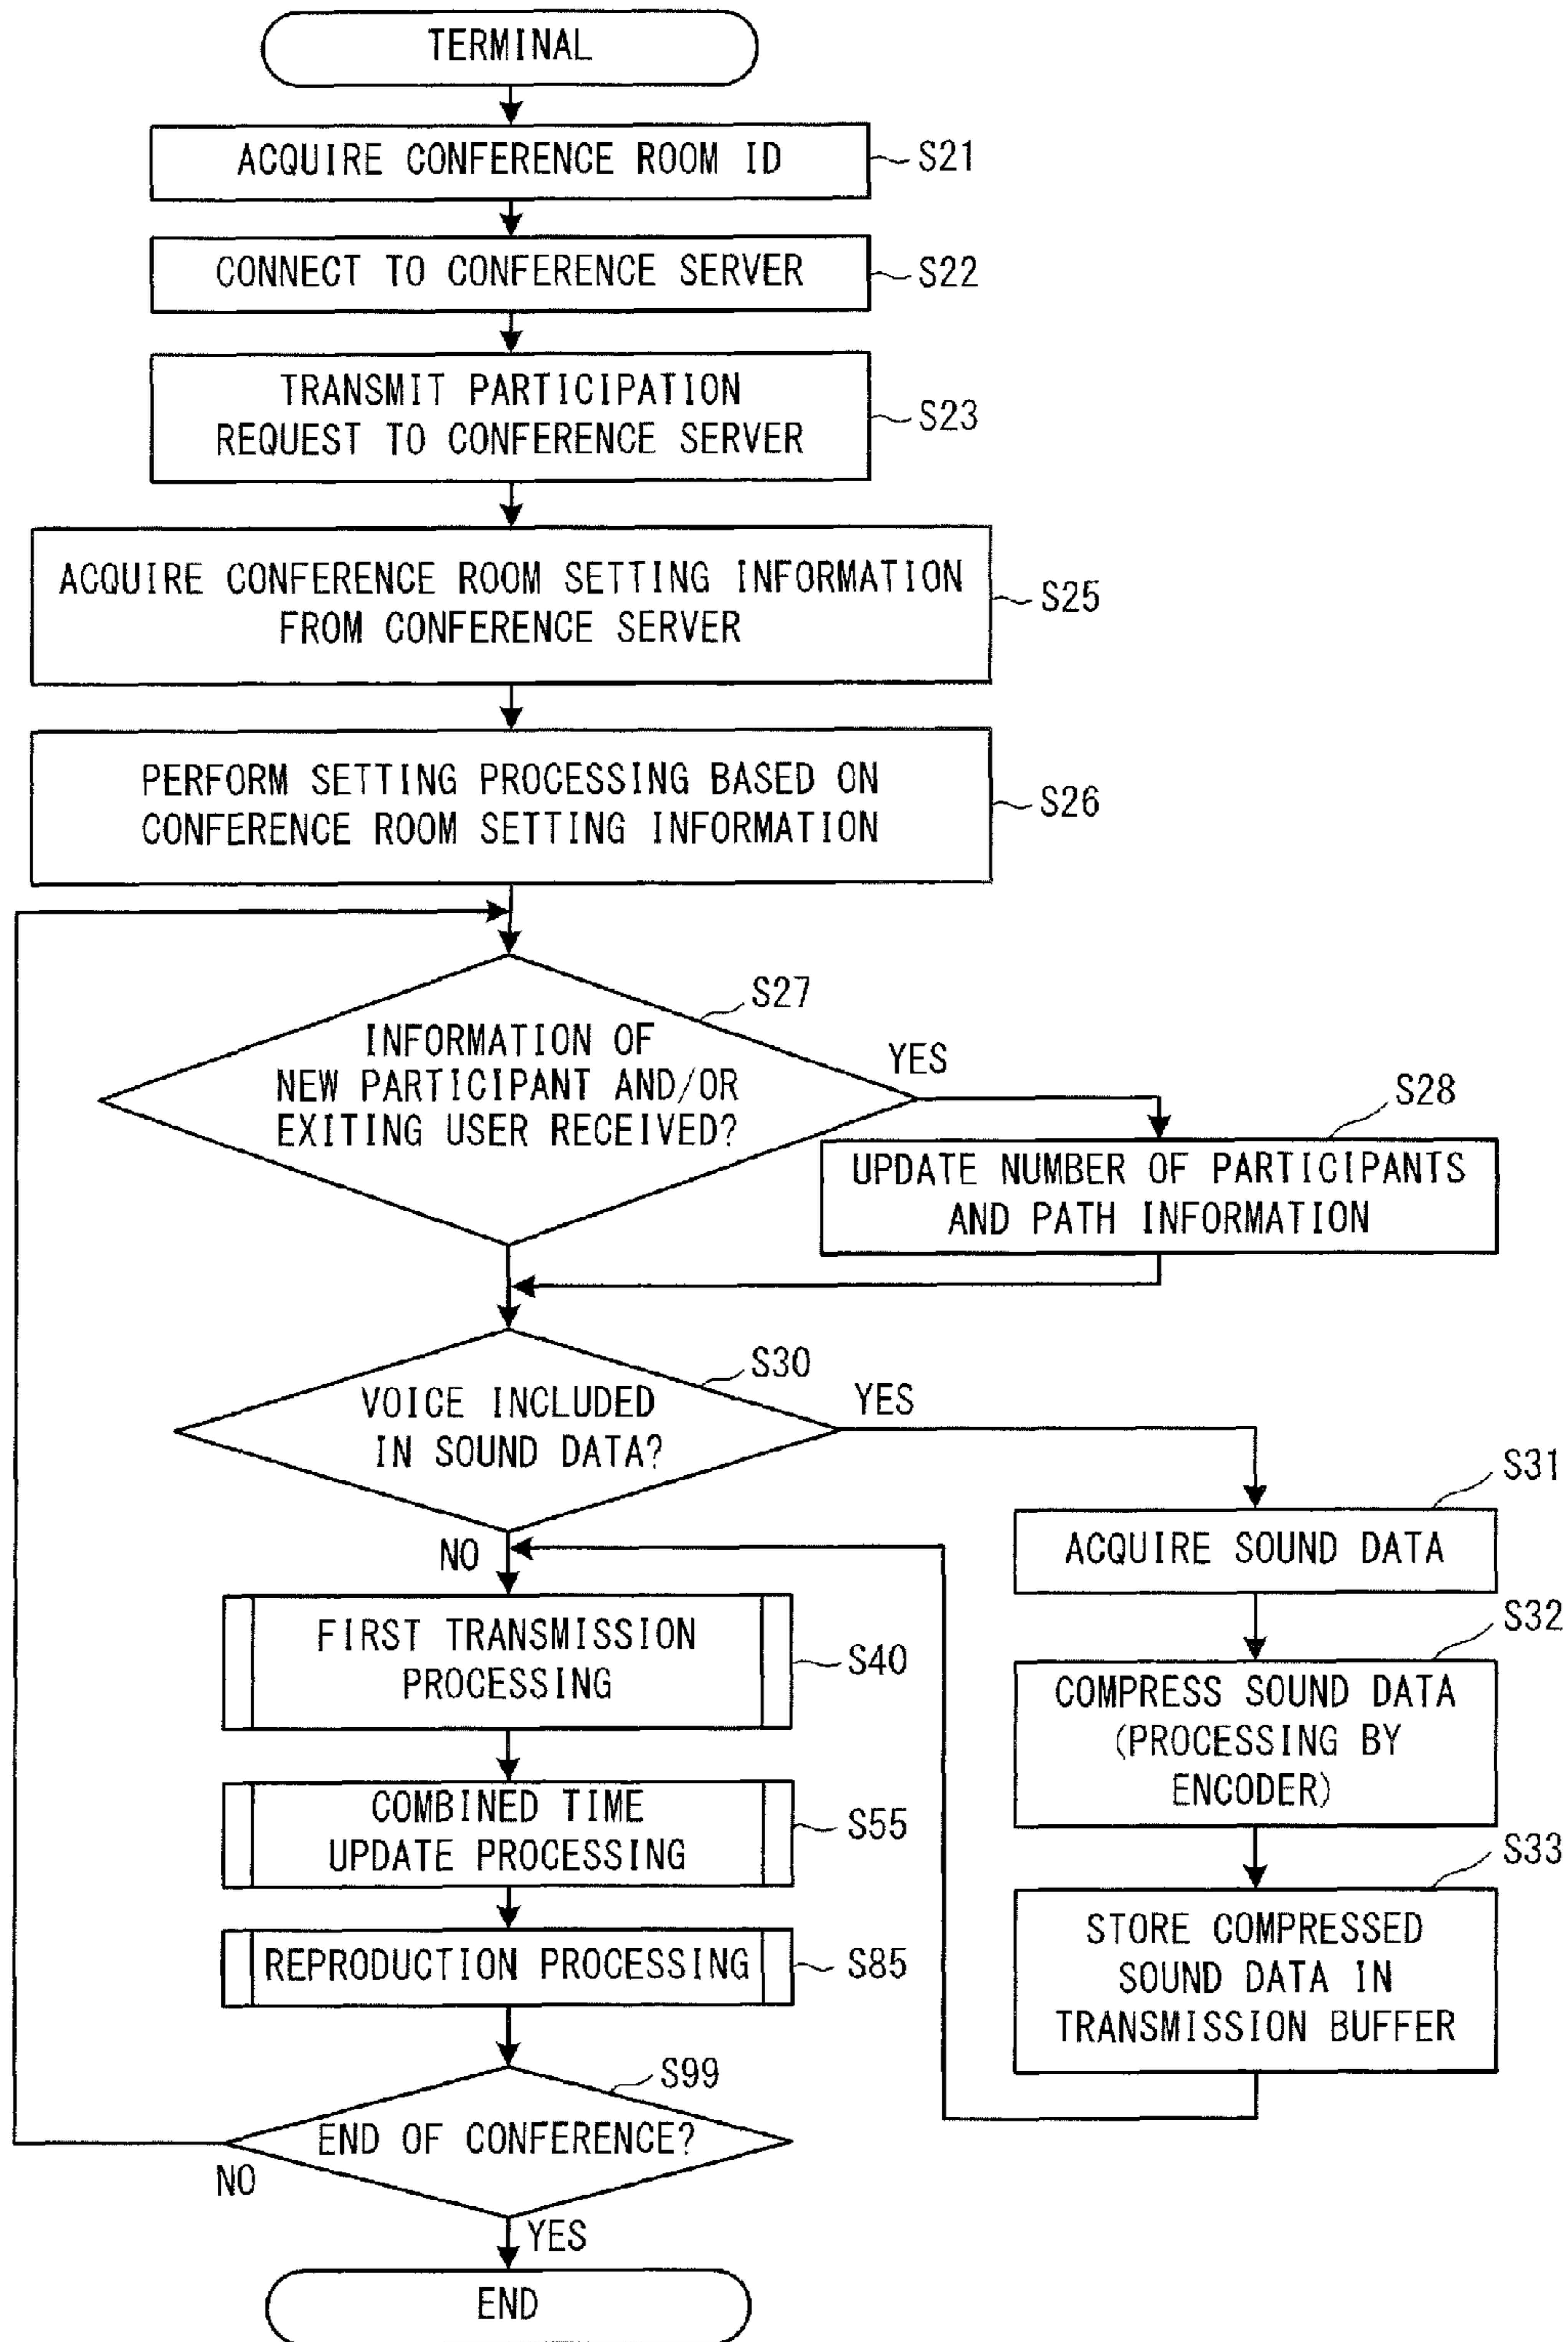 TERMINAL
ACQUIRE CONFERENCE ROOM ID
S21
CONNECT TO CONFERENCE SERVER
S22
TRANSMIT PARTICIPATION
REQUEST TO CONFERENCE SERVER
S23
ACQUIRE CONFERENCE ROOM SETTING INFORMATION
FROM CONFERENCE SERVER
S25
PERFORM SETTING PROCESSING BASED ON
CONFERENCE ROOM SETTING INFORMATION
S26
S27
INFORMATION OF
NEW PARTICIPANT AND/OR
EXITING USER RECEIVED?
YES
S28
UPDATE NUMBER OF PARTICIPANTS
AND PATH INFORMATION
S30
VOICE INCLUDED
IN SOUND DATA?
YES
NO
S31
ACQUIRE SOUND DATA
S32
COMPRESS SOUND DATA
(PROCESSING BY
ENCODER)
S33
STORE COMPRESSED
SOUND DATA IN
TRANSMISSION BUFFER
FIRST TRANSMISSION
PROCESSING
S40
COMBINED TIME
UPDATE PROCESSING
S55
REPRODUCTION PROCESSING
S85
S99
END OF CONFERENCE?
NO
YES
END